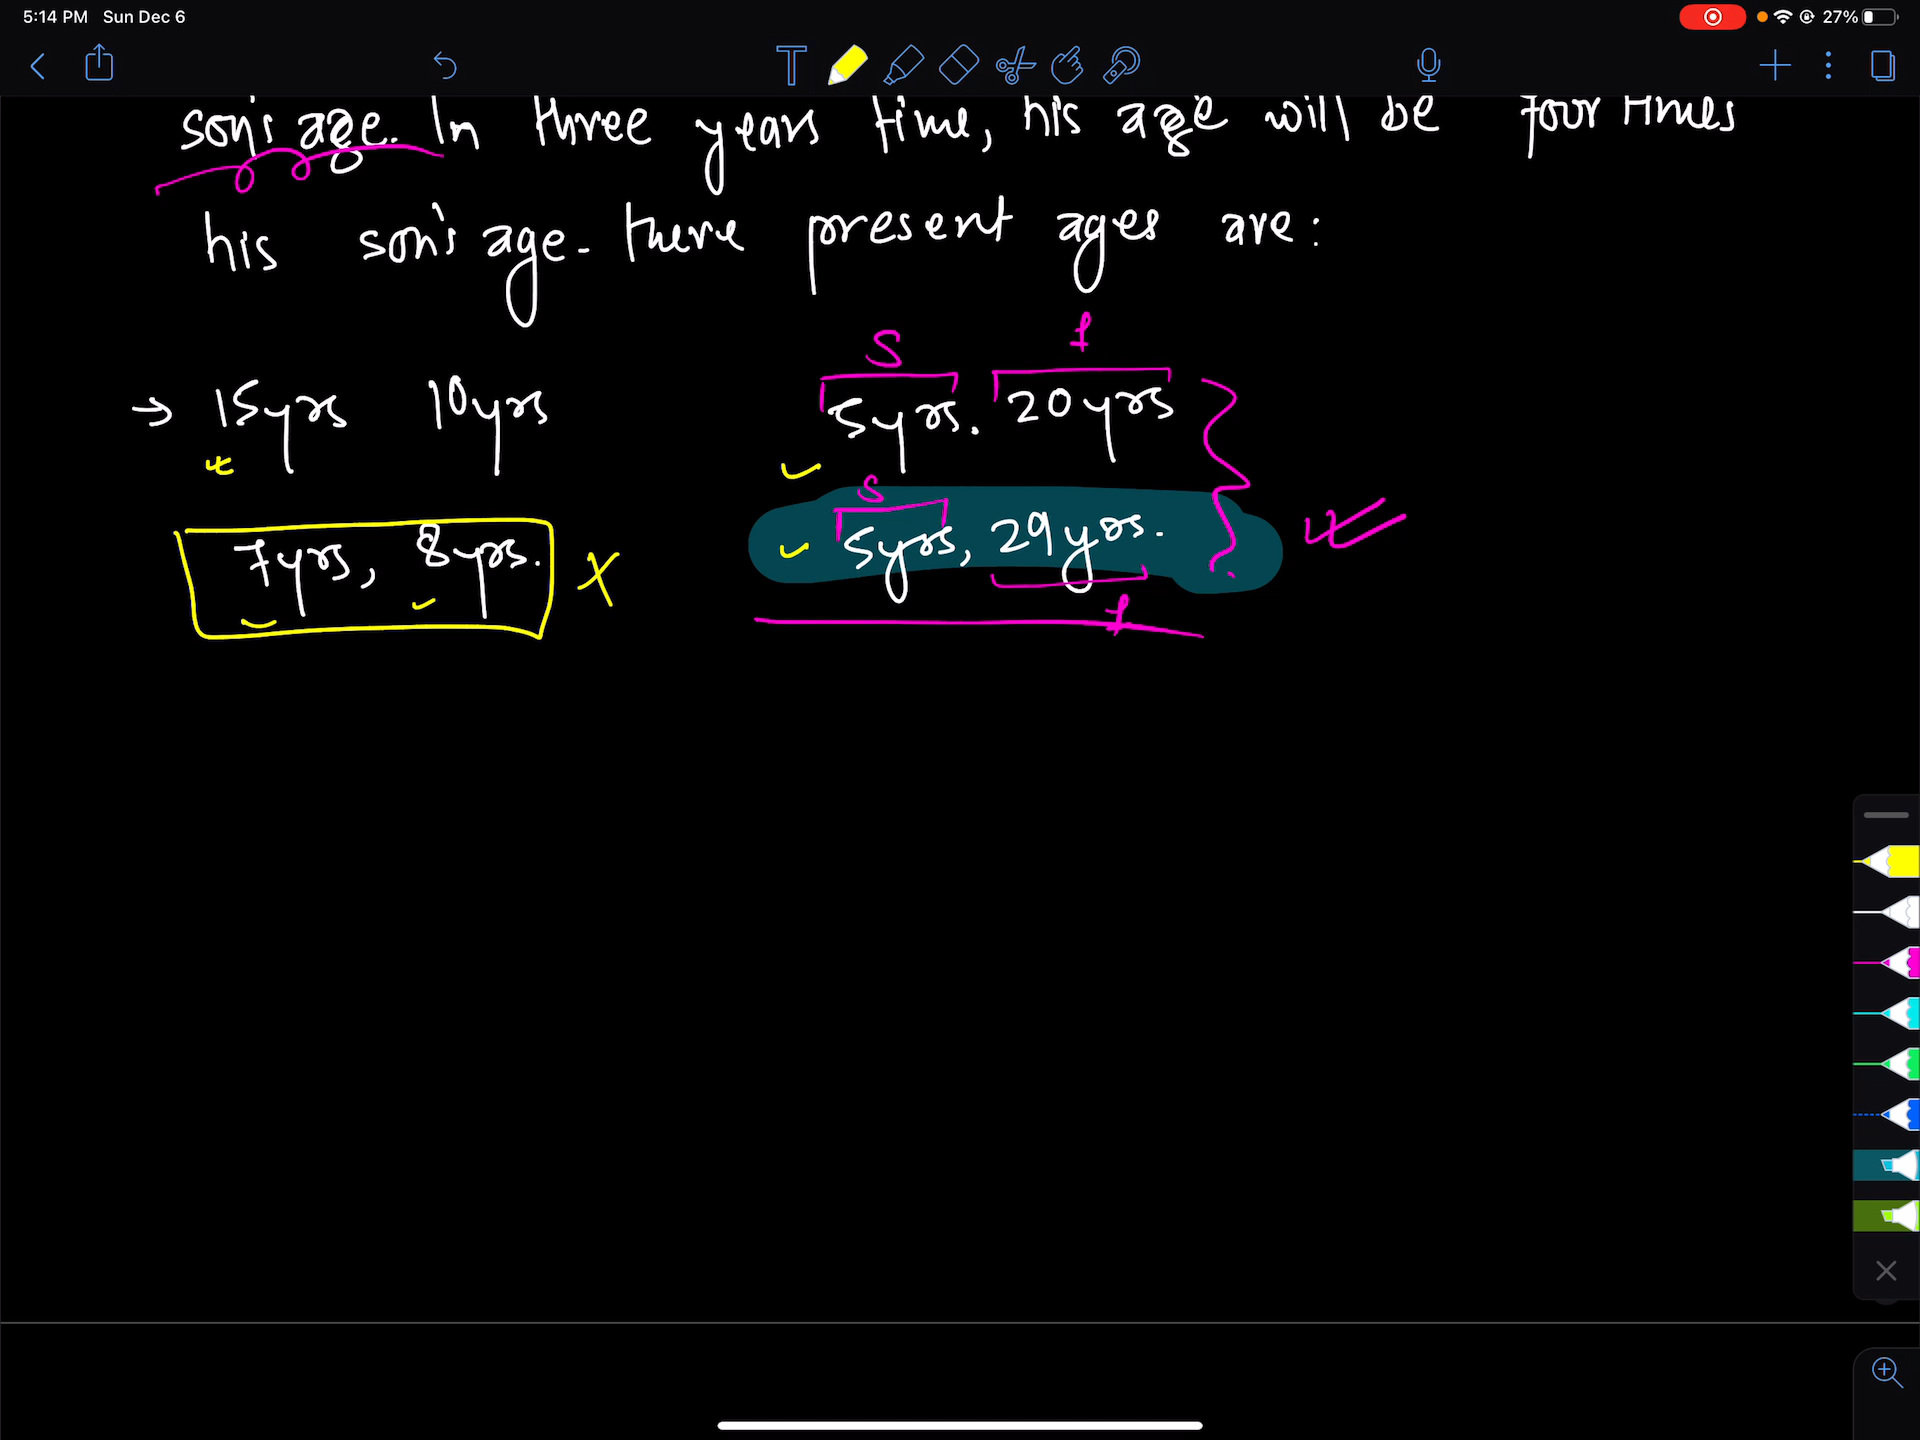 5:14 PM Sun Dec 6
27%
son's age. In three years time, his age will be four times
his son's age. there present ages are:
S f
→ 15yrs 10yrs 5yrs. 20yrs
S
7yrs, 8yrs. X 5yrs, 29yrs.
f